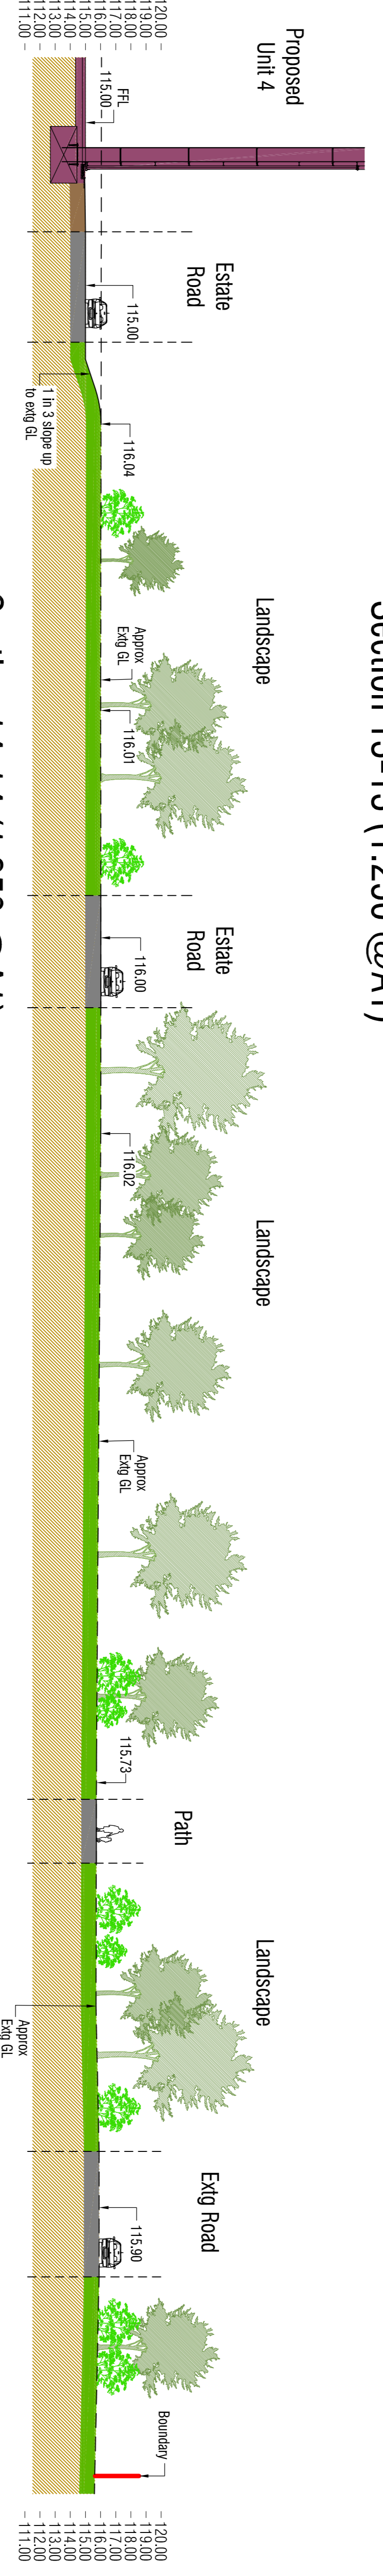 Section 13-13 (1:250 @A1)
120.00
119.00
118.00
117.00
116.00
115.00
114.00
113.00
112.00
111.00
Proposed
Unit 4
FFL
115.00
Estate
Road
115.00
1 in 3 slope up
to extg GL
116.04
Landscape
Approx
Extg GL
116.01
Estate
Road
116.00
116.02
Landscape
Approx
Extg GL
115.73
Path
Landscape
Approx
Extg GL
Extg Road
115.90
Boundary
120.00
119.00
118.00
117.00
116.00
115.00
114.00
113.00
112.00
111.00